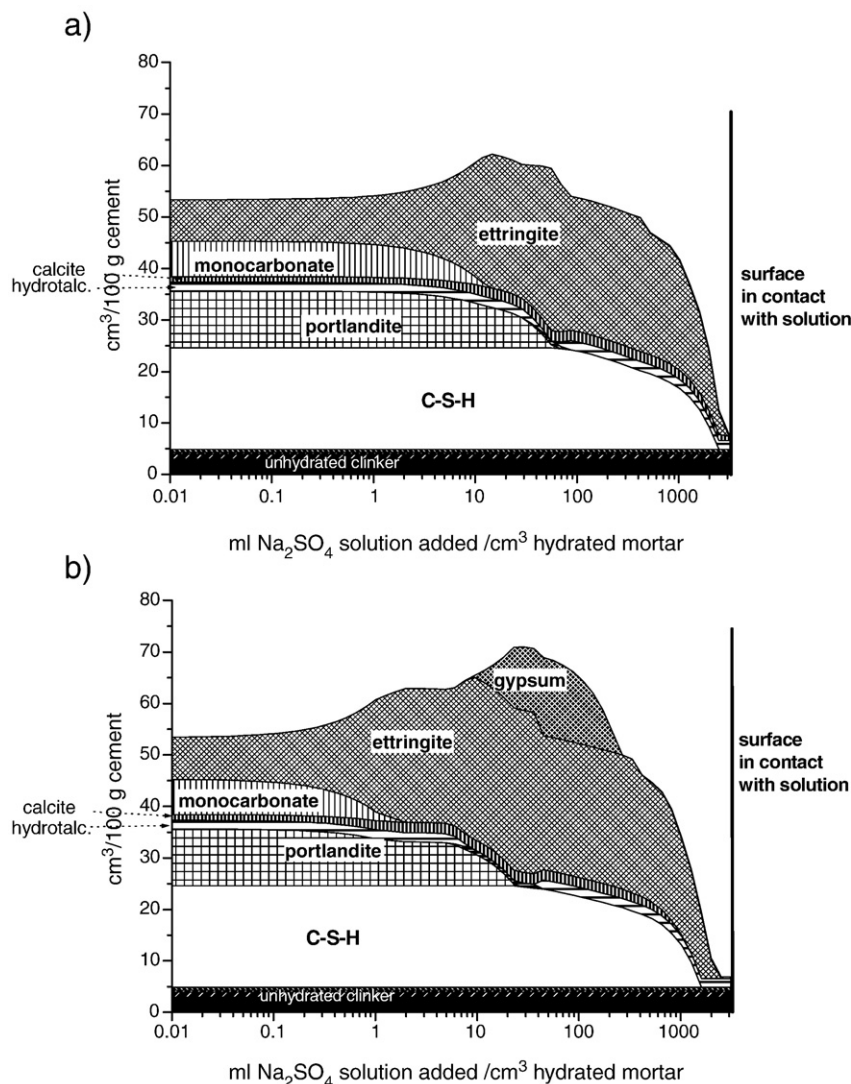 a)
80
70
60
50
40
30
20
10
0
cm³/100 g cement
calcite
hydrotalc.
ettringite
monocarbonate
portlandite
C-S-H
unhydrated clinker
surface
in contact
with solution
0.01 0.1 1 10 100 1000
ml Na₂SO₄ solution added /cm³ hydrated mortar
b)
80
70
60
50
40
30
20
10
0
cm³/100 g cement
calcite
hydrotalc.
gypsum
ettringite
monocarbonate
portlandite
C-S-H
unhydrated clinker
surface
in contact
with solution
0.01 0.1 1 10 100 1000
ml Na₂SO₄ solution added /cm³ hydrated mortar